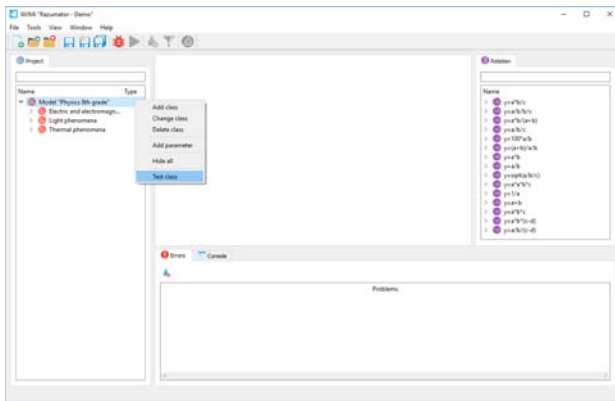 WiMi "Razumator - Demo"
File Tools View Window Help
Project
Name Type
Model "Physics 8th grade"
Electric and electromagn...
Light phenomena
Thermal phenomena
Add class
Change class
Delete class
Add parameter
Hide all
Test class
Relation
Name
y=a*b/c
y=a/b/c
y=a*b/(a+b)
y=a/b/c
y=100*a/b
y=(a+b)/a/b
y=a*b
y=a/b
y=sqrt(a/b/c)
y=a*a*b*c
y=1/a
y=a+b
y=a*b*c
y=a*b*(c-d)
y=a/b/(c-d)
Errors Console
Problems